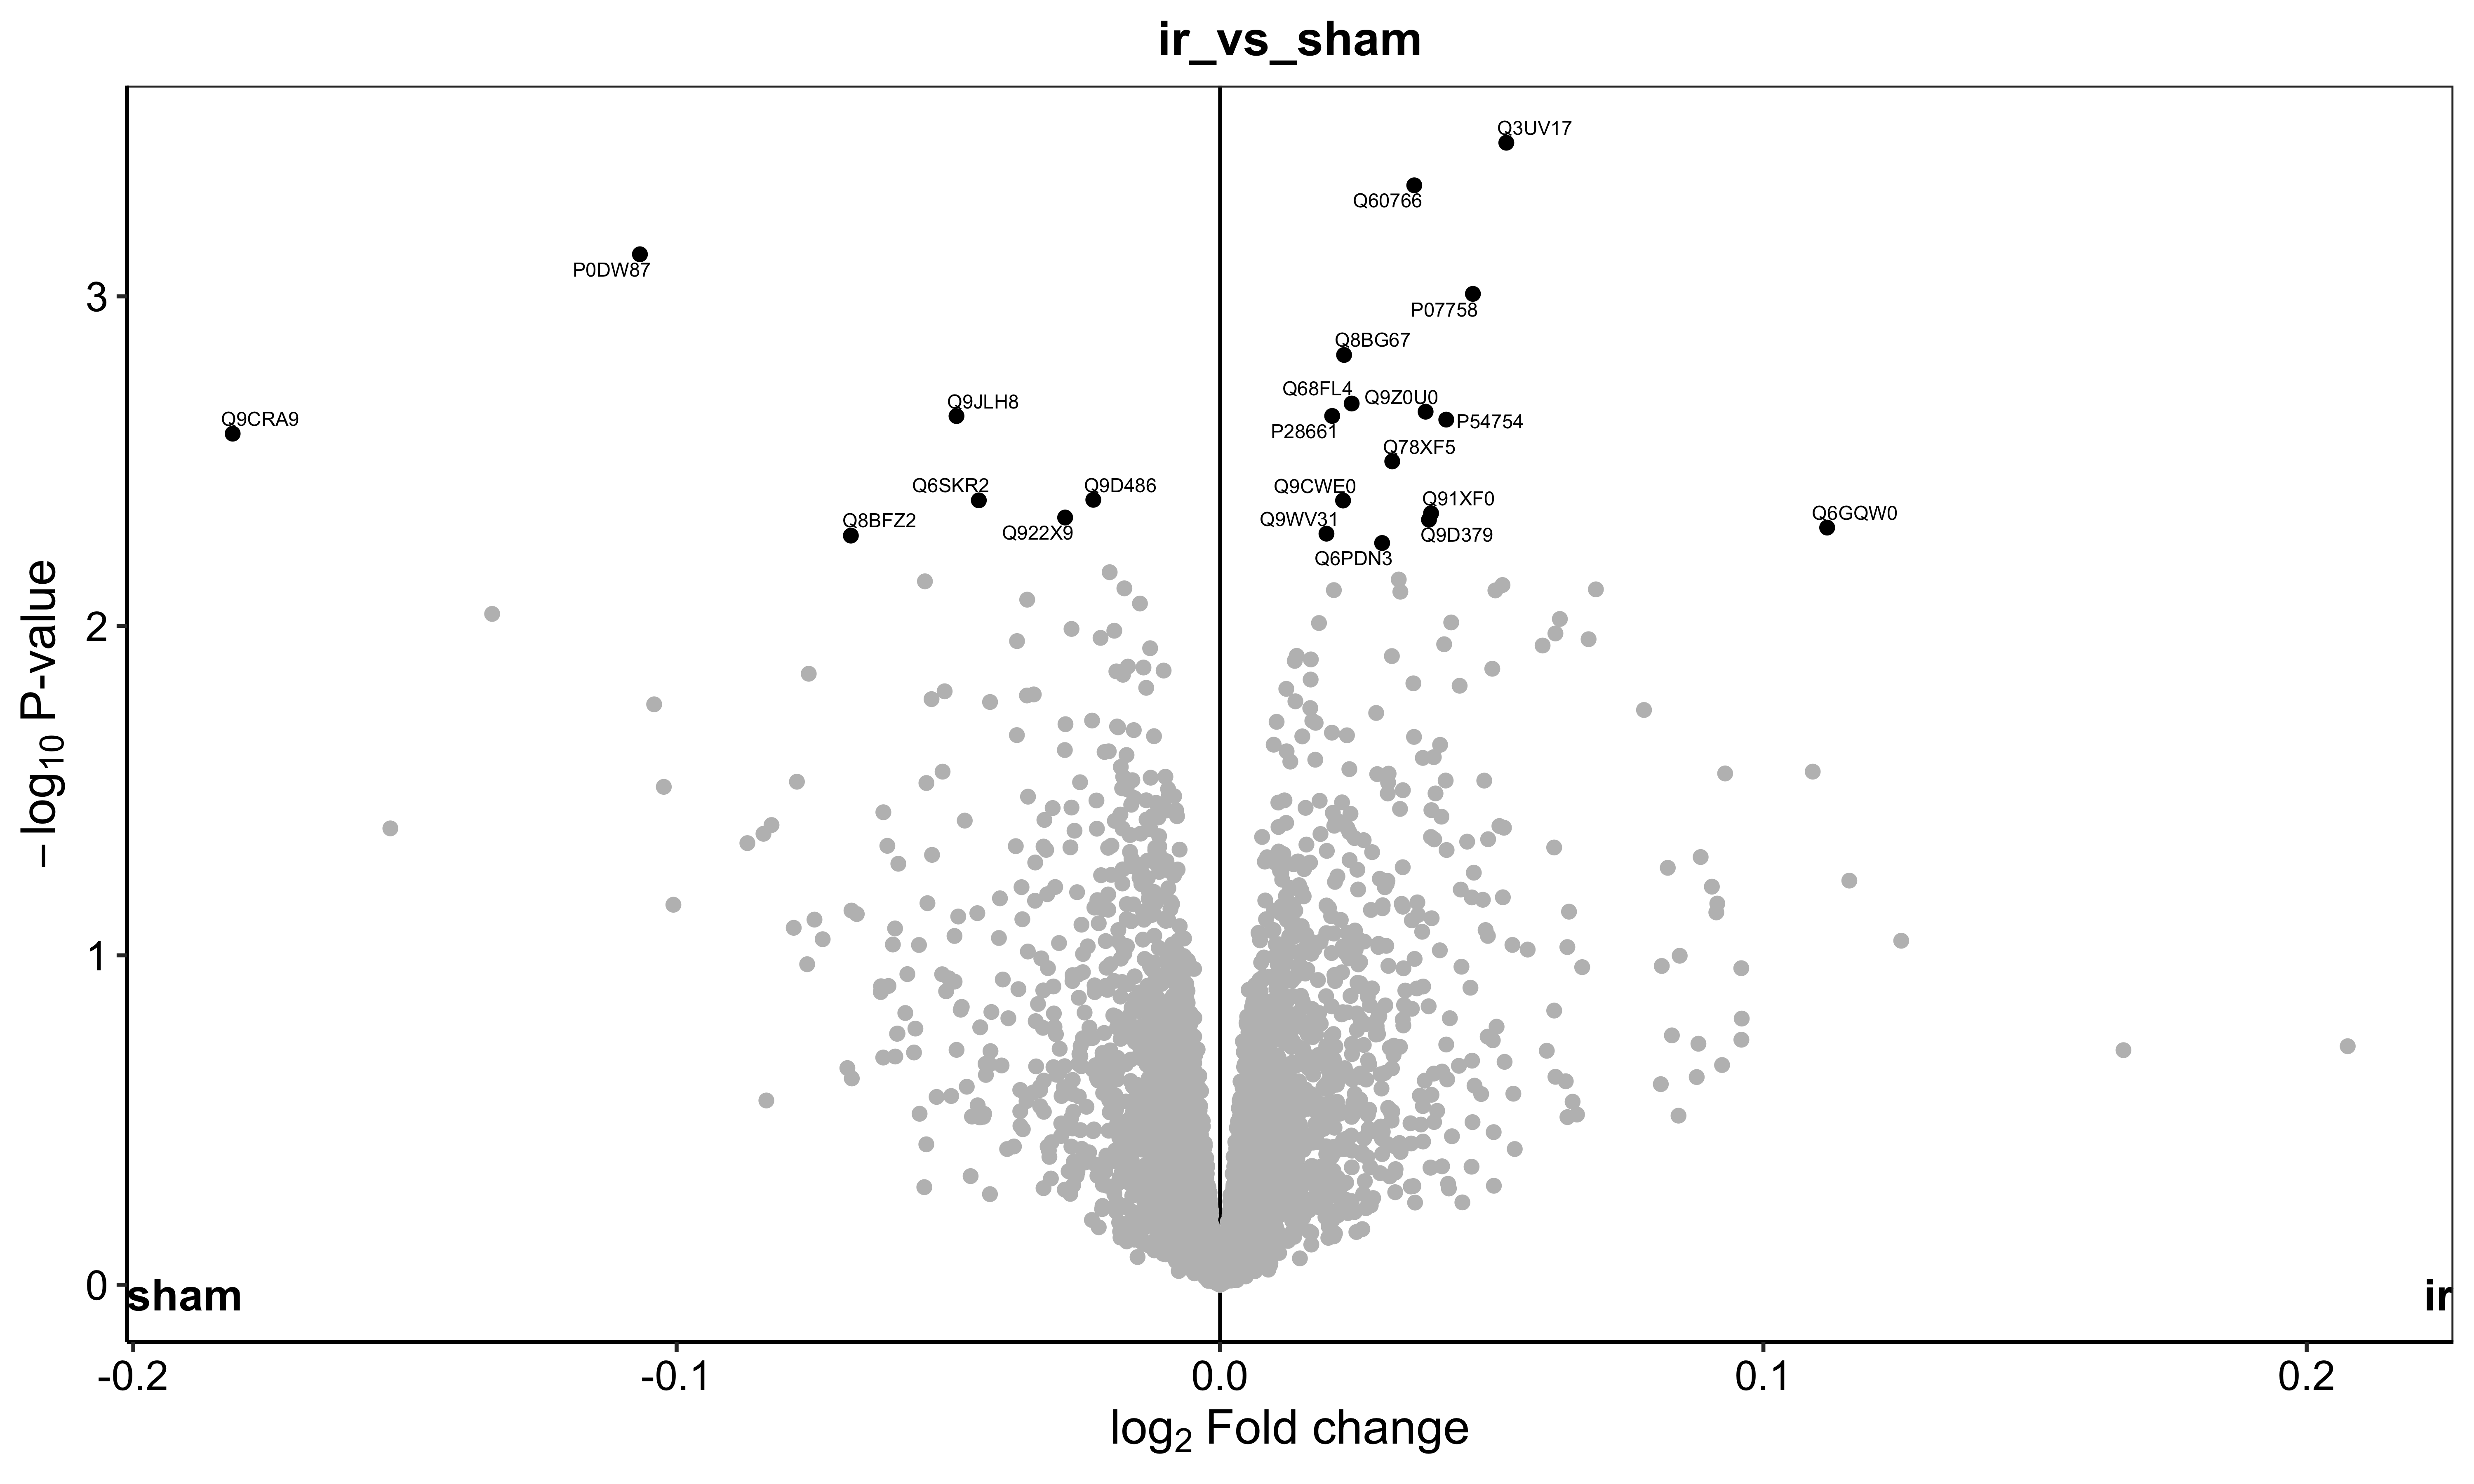 ir_vs_sham
Q3UV17
Q60766
P0DW87
3
P07758
Q8BG67
Q68FL4
Q9Z0U0
Q9JLH8
Q9CRA9
P54754
P28661
Q78XF5
Q6SKR2
Q9D486
Q9CWE0
Q91XF0
Q6GQW0
Q8BFZ2
Q9WV31
Q922X9
Q9D379
Q6PDN3
2
1
0
−log10 P-value
sham
ir
-0.2
-0.1
0.0
0.1
0.2
log2 Fold change